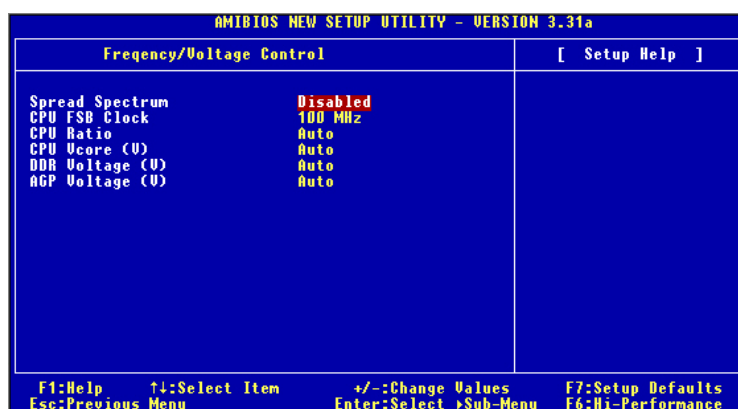 AMIBIOS NEW SETUP UTILITY - VERSION 3.31a
Freqency/Voltage Control
[ Setup Help ]
Spread Spectrum Disabled
CPU FSB Clock 100 MHz
CPU Ratio Auto
CPU Vcore (V) Auto
DDR Voltage (V) Auto
AGP Voltage (V) Auto
F1:Help ↑↓:Select Item +/-:Change Values F7:Setup Defaults
Esc:Previous Menu Enter:Select ▸Sub-Menu F6:Hi-Performance